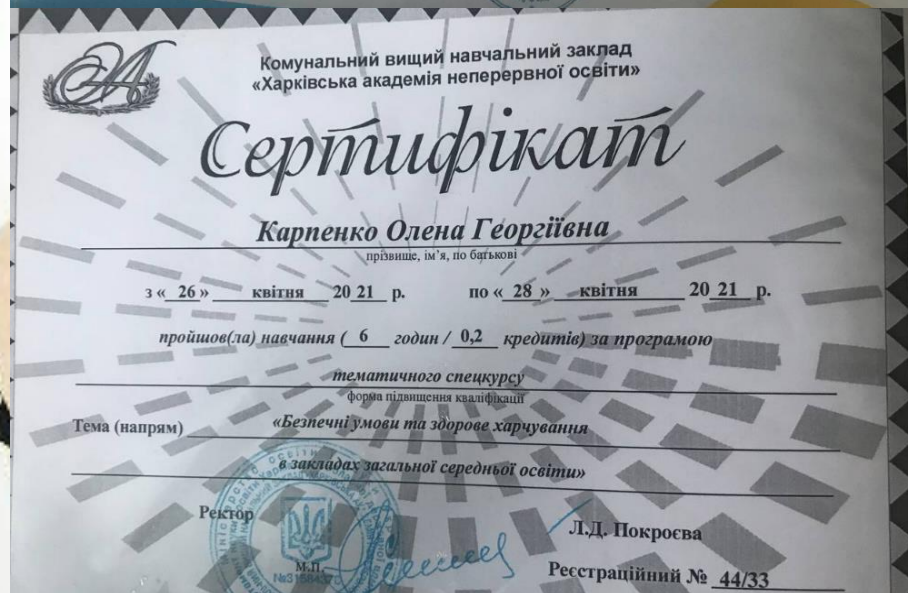 Комунальний вищий навчальний заклад
«Харківська академія неперервної освіти»
Сертифікат
Карпенко Олена Георгіївна
прізвище, ім'я, по батькові
з « 26 » квітня 20 21 р. по « 28 » квітня 20 21 р.
пройшов(ла) навчання ( 6 годин / 0,2 кредитів) за програмою
тематичного спецкурсу
форма підвищення кваліфікації
Тема (напрям) «Безпечні умови та здорове харчування
в закладах загальної середньої освіти»
Ректор
М.П.
Л.Д. Покроєва
Реєстраційний № 44/33